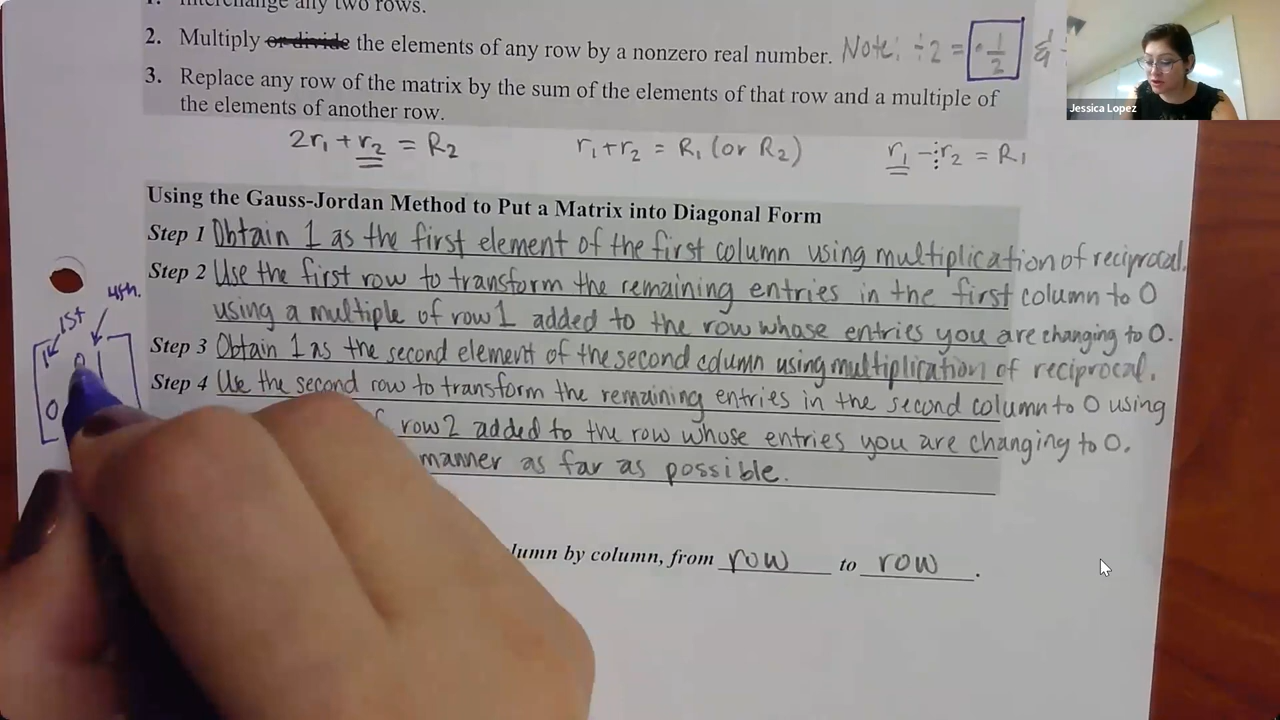 1. Interchange any two rows.
2. Multiply or divide the elements of any row by a nonzero real number. Note: ÷2 = · 1/2 &
3. Replace any row of the matrix by the sum of the elements of that row and a multiple of
the elements of another row.
2r₁ + r₂ = R₂ r₁ + r₂ = R₁ (or R₂) r₁ - r₂ = R₁
Jessica Lopez
Using the Gauss-Jordan Method to Put a Matrix into Diagonal Form
Step 1 Obtain 1 as the first element of the first column using multiplication of reciprocal.
Step 2 Use the first row to transform the remaining entries in the first column to 0
using a multiple of row 1 added to the row whose entries you are changing to 0.
Step 3 Obtain 1 as the second element of the second column using multiplication of reciprocal.
Step 4 Use the second row to transform the remaining entries in the second column to 0 using
row 2 added to the row whose entries you are changing to 0.
manner as far as possible.
1st 4th.
0 1
0
column by column, from row to row.